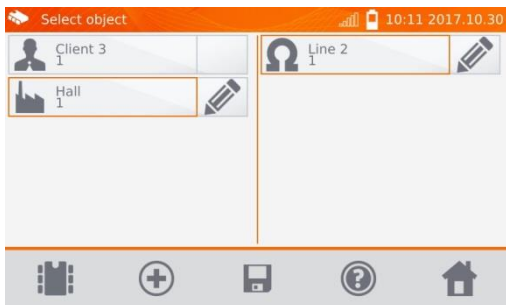 Select object
10:11 2017.10.30
Client 3
1
Hall
1
Line 2
1